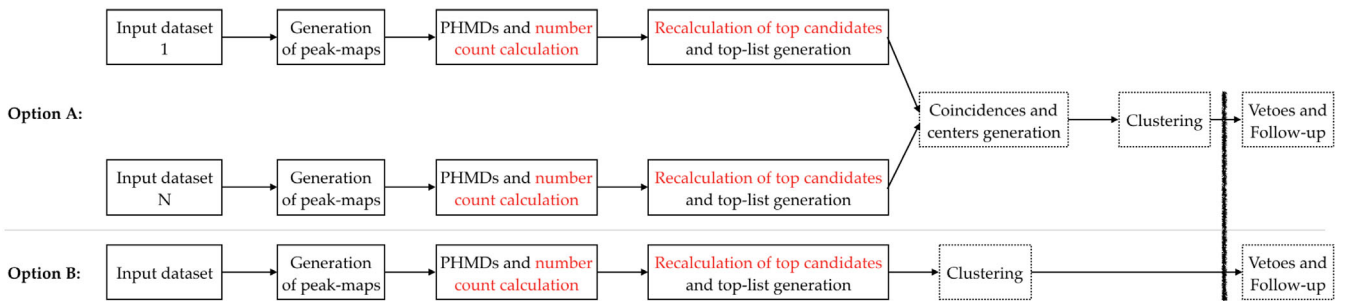 Input dataset
1
Generation
of peak-maps
PHMDs and number
count calculation
Recalculation of top candidates
and top-list generation
Option A:
Coincidences and
centers generation
Clustering
Vetoes and
Follow-up
Input dataset
N
Generation
of peak-maps
PHMDs and number
count calculation
Recalculation of top candidates
and top-list generation
Option B:
Input dataset
Generation
of peak-maps
PHMDs and number
count calculation
Recalculation of top candidates
and top-list generation
Clustering
Vetoes and
Follow-up